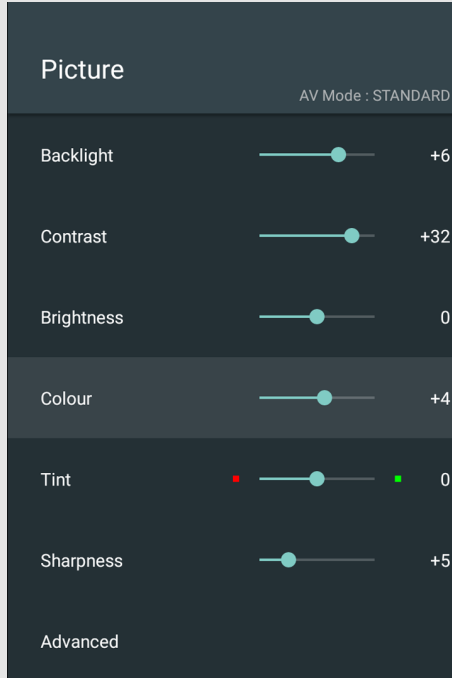 Picture
AV Mode : STANDARD
Backlight +6
Contrast +32
Brightness 0
Colour +4
Tint 0
Sharpness +5
Advanced